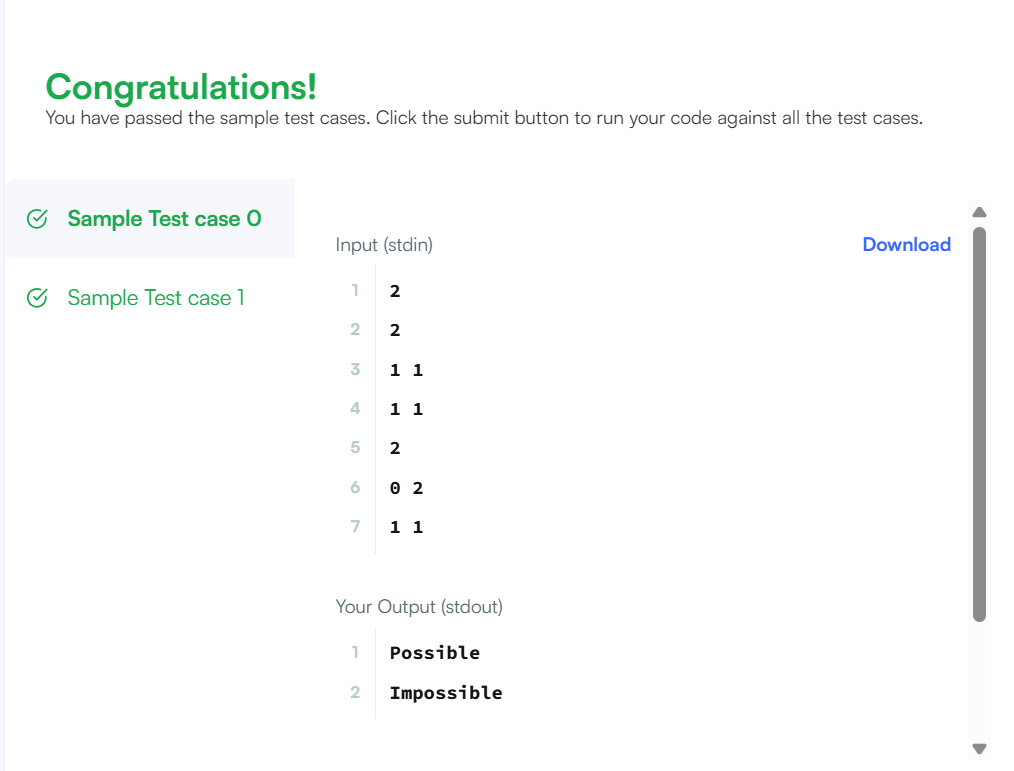 Congratulations!
You have passed the sample test cases. Click the submit button to run your code against all the test cases.
Sample Test case 0
Sample Test case 1
Input (stdin)
Download
1 2
2 2
3 1 1
4 1 1
5 2
6 0 2
7 1 1
Your Output (stdout)
1 Possible
2 Impossible